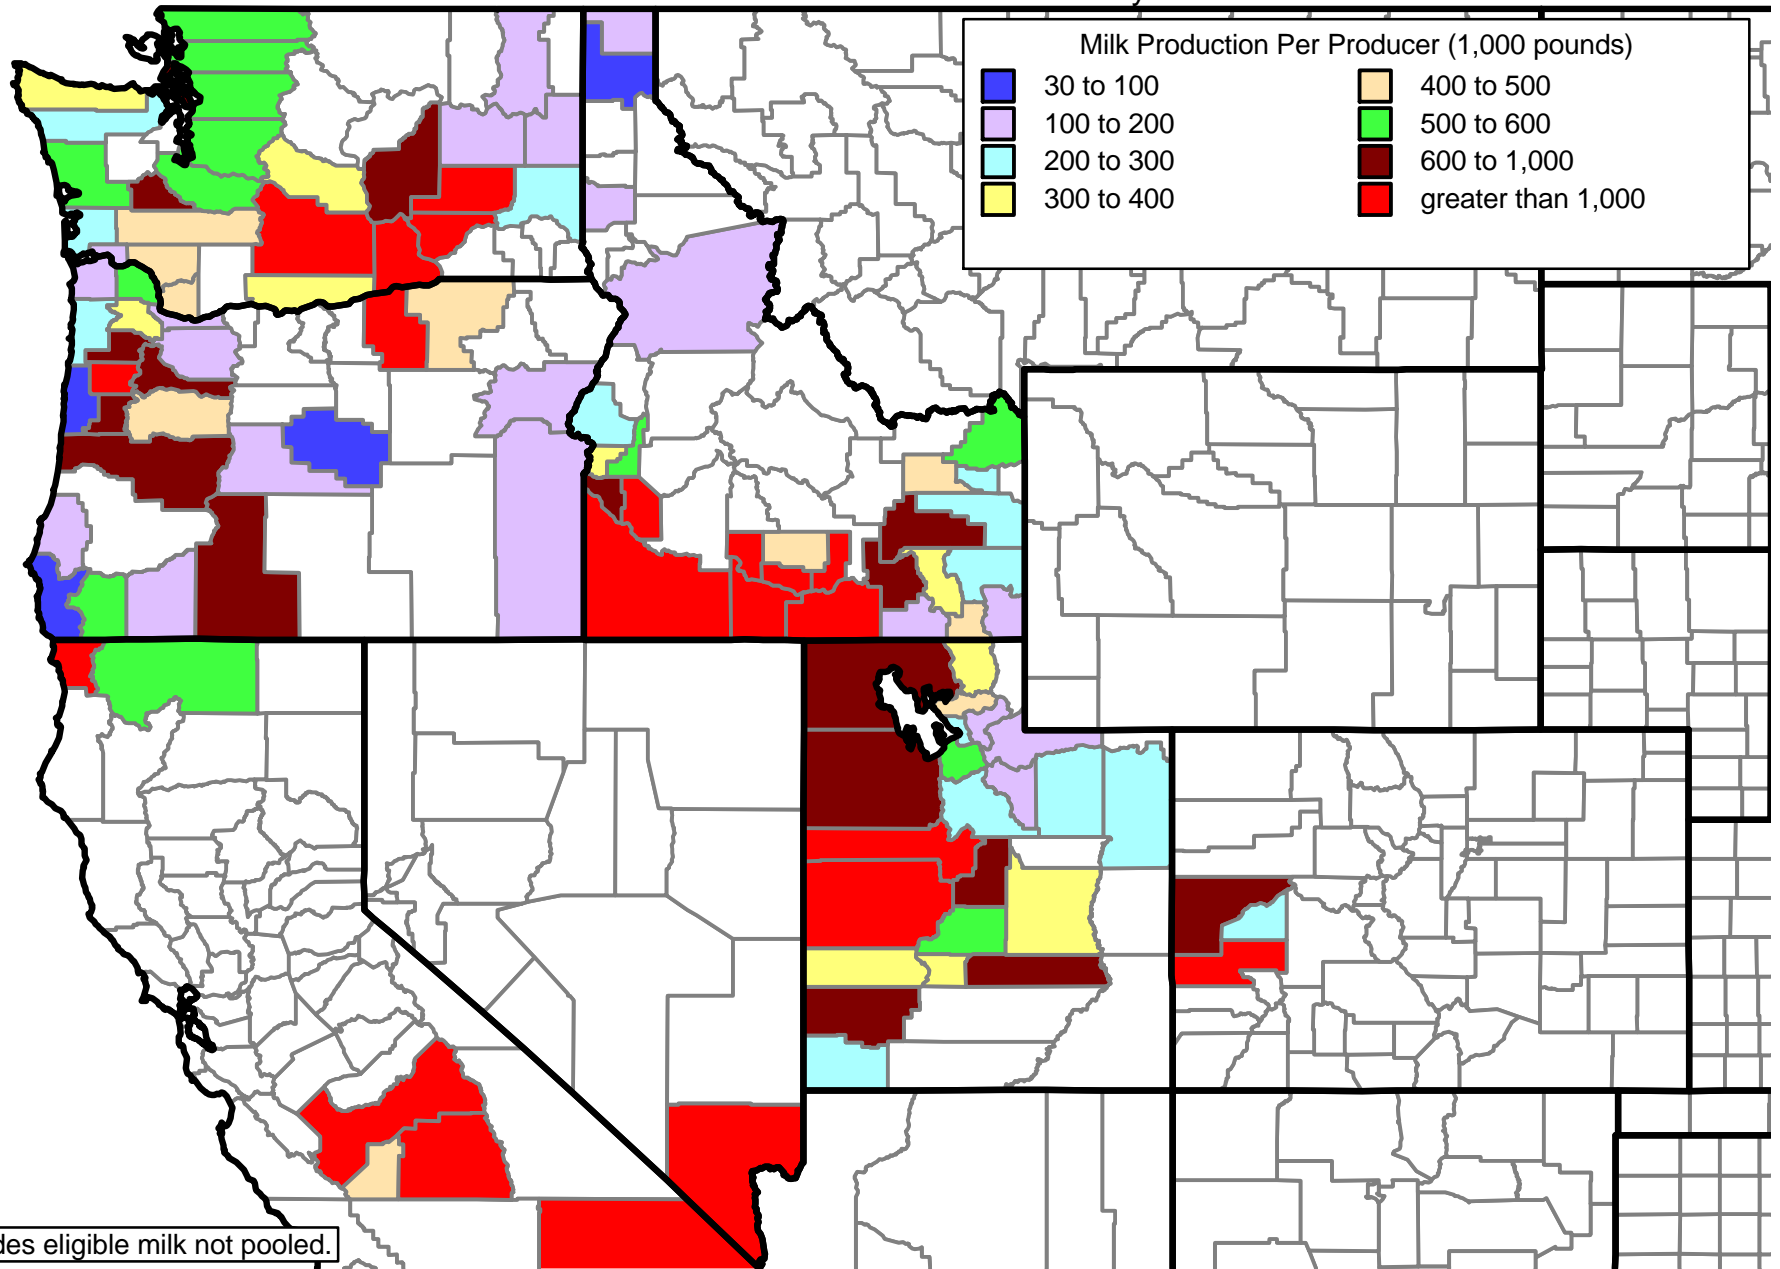 Milk Production Per Producer (1,000 pounds)
30 to 100
400 to 500
100 to 200
500 to 600
200 to 300
600 to 1,000
300 to 400
greater than 1,000
eligible milk not pooled.